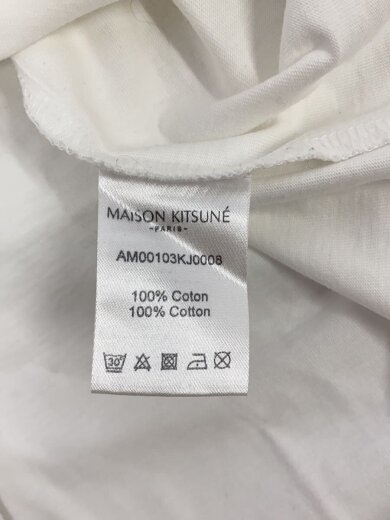 MAISON KITSUNÉ
-PARIS-
AM00103KJ0008
100% Coton
100% Cotton
30°